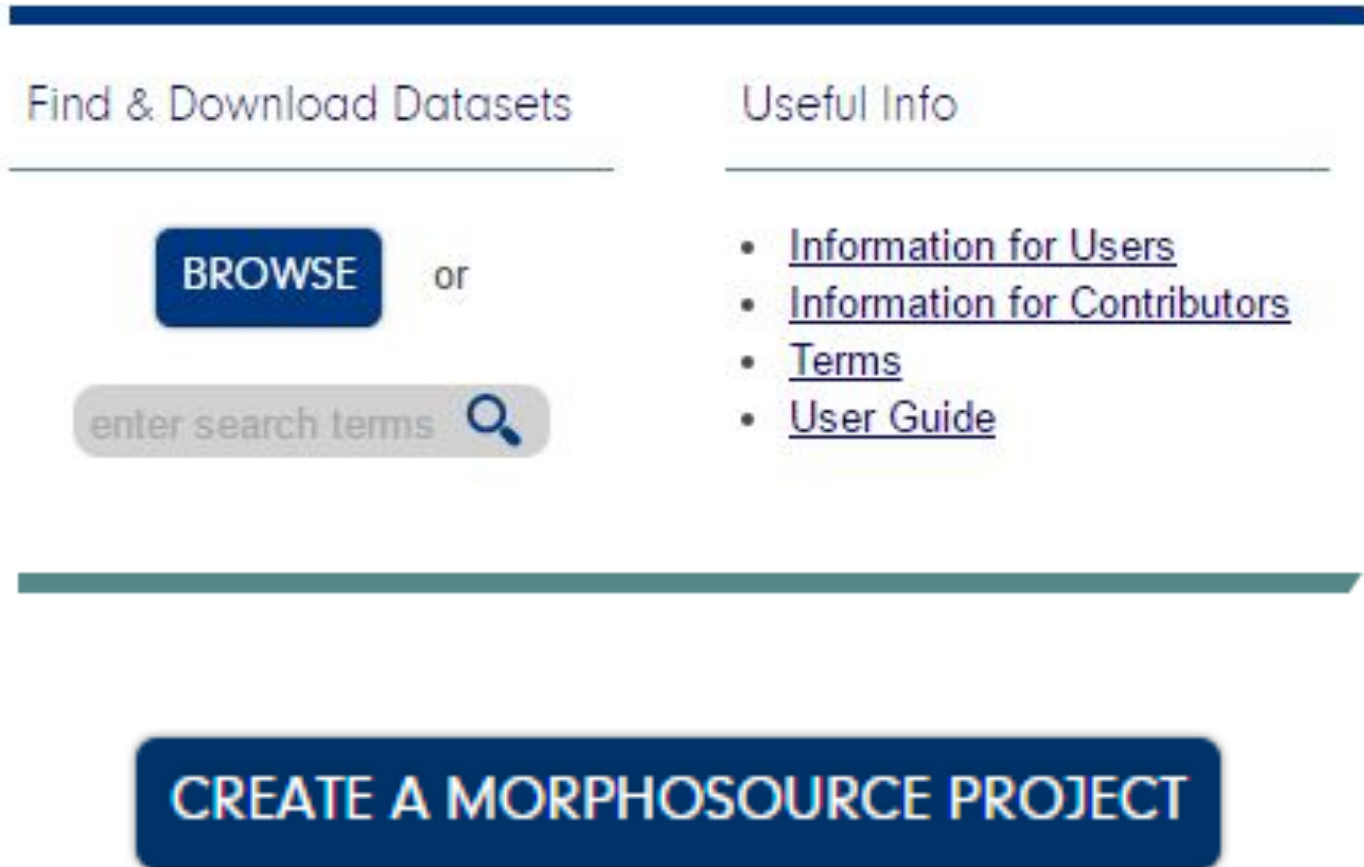 Find & Download Datasets
BROWSE or
enter search terms
Useful Info
Information for Users
Information for Contributors
Terms
User Guide
CREATE A MORPHOSOURCE PROJECT